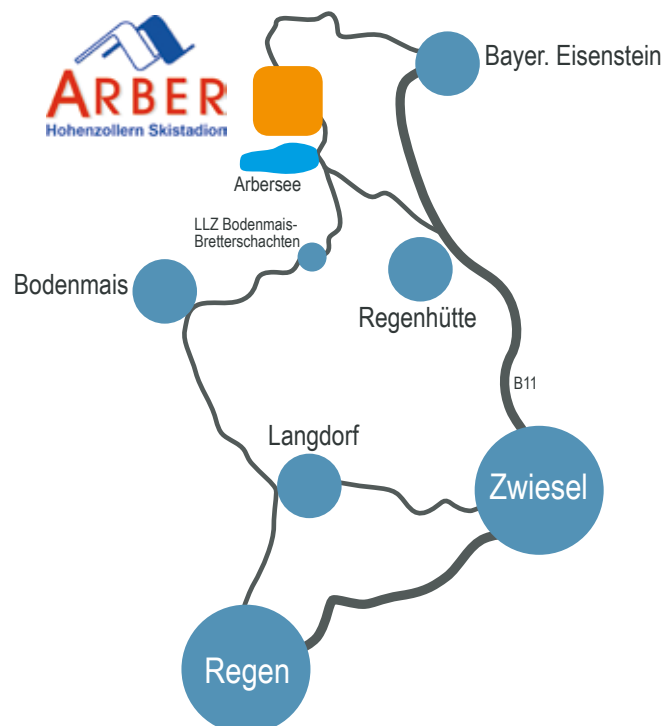 ARBER
Hohenzollern Skistadion
Bayer. Eisenstein
Arbersee
LLZ Bodenmais-
Bretterschachten
Bodenmais
Regenhütte
B11
Langdorf
Zwiesel
Regen